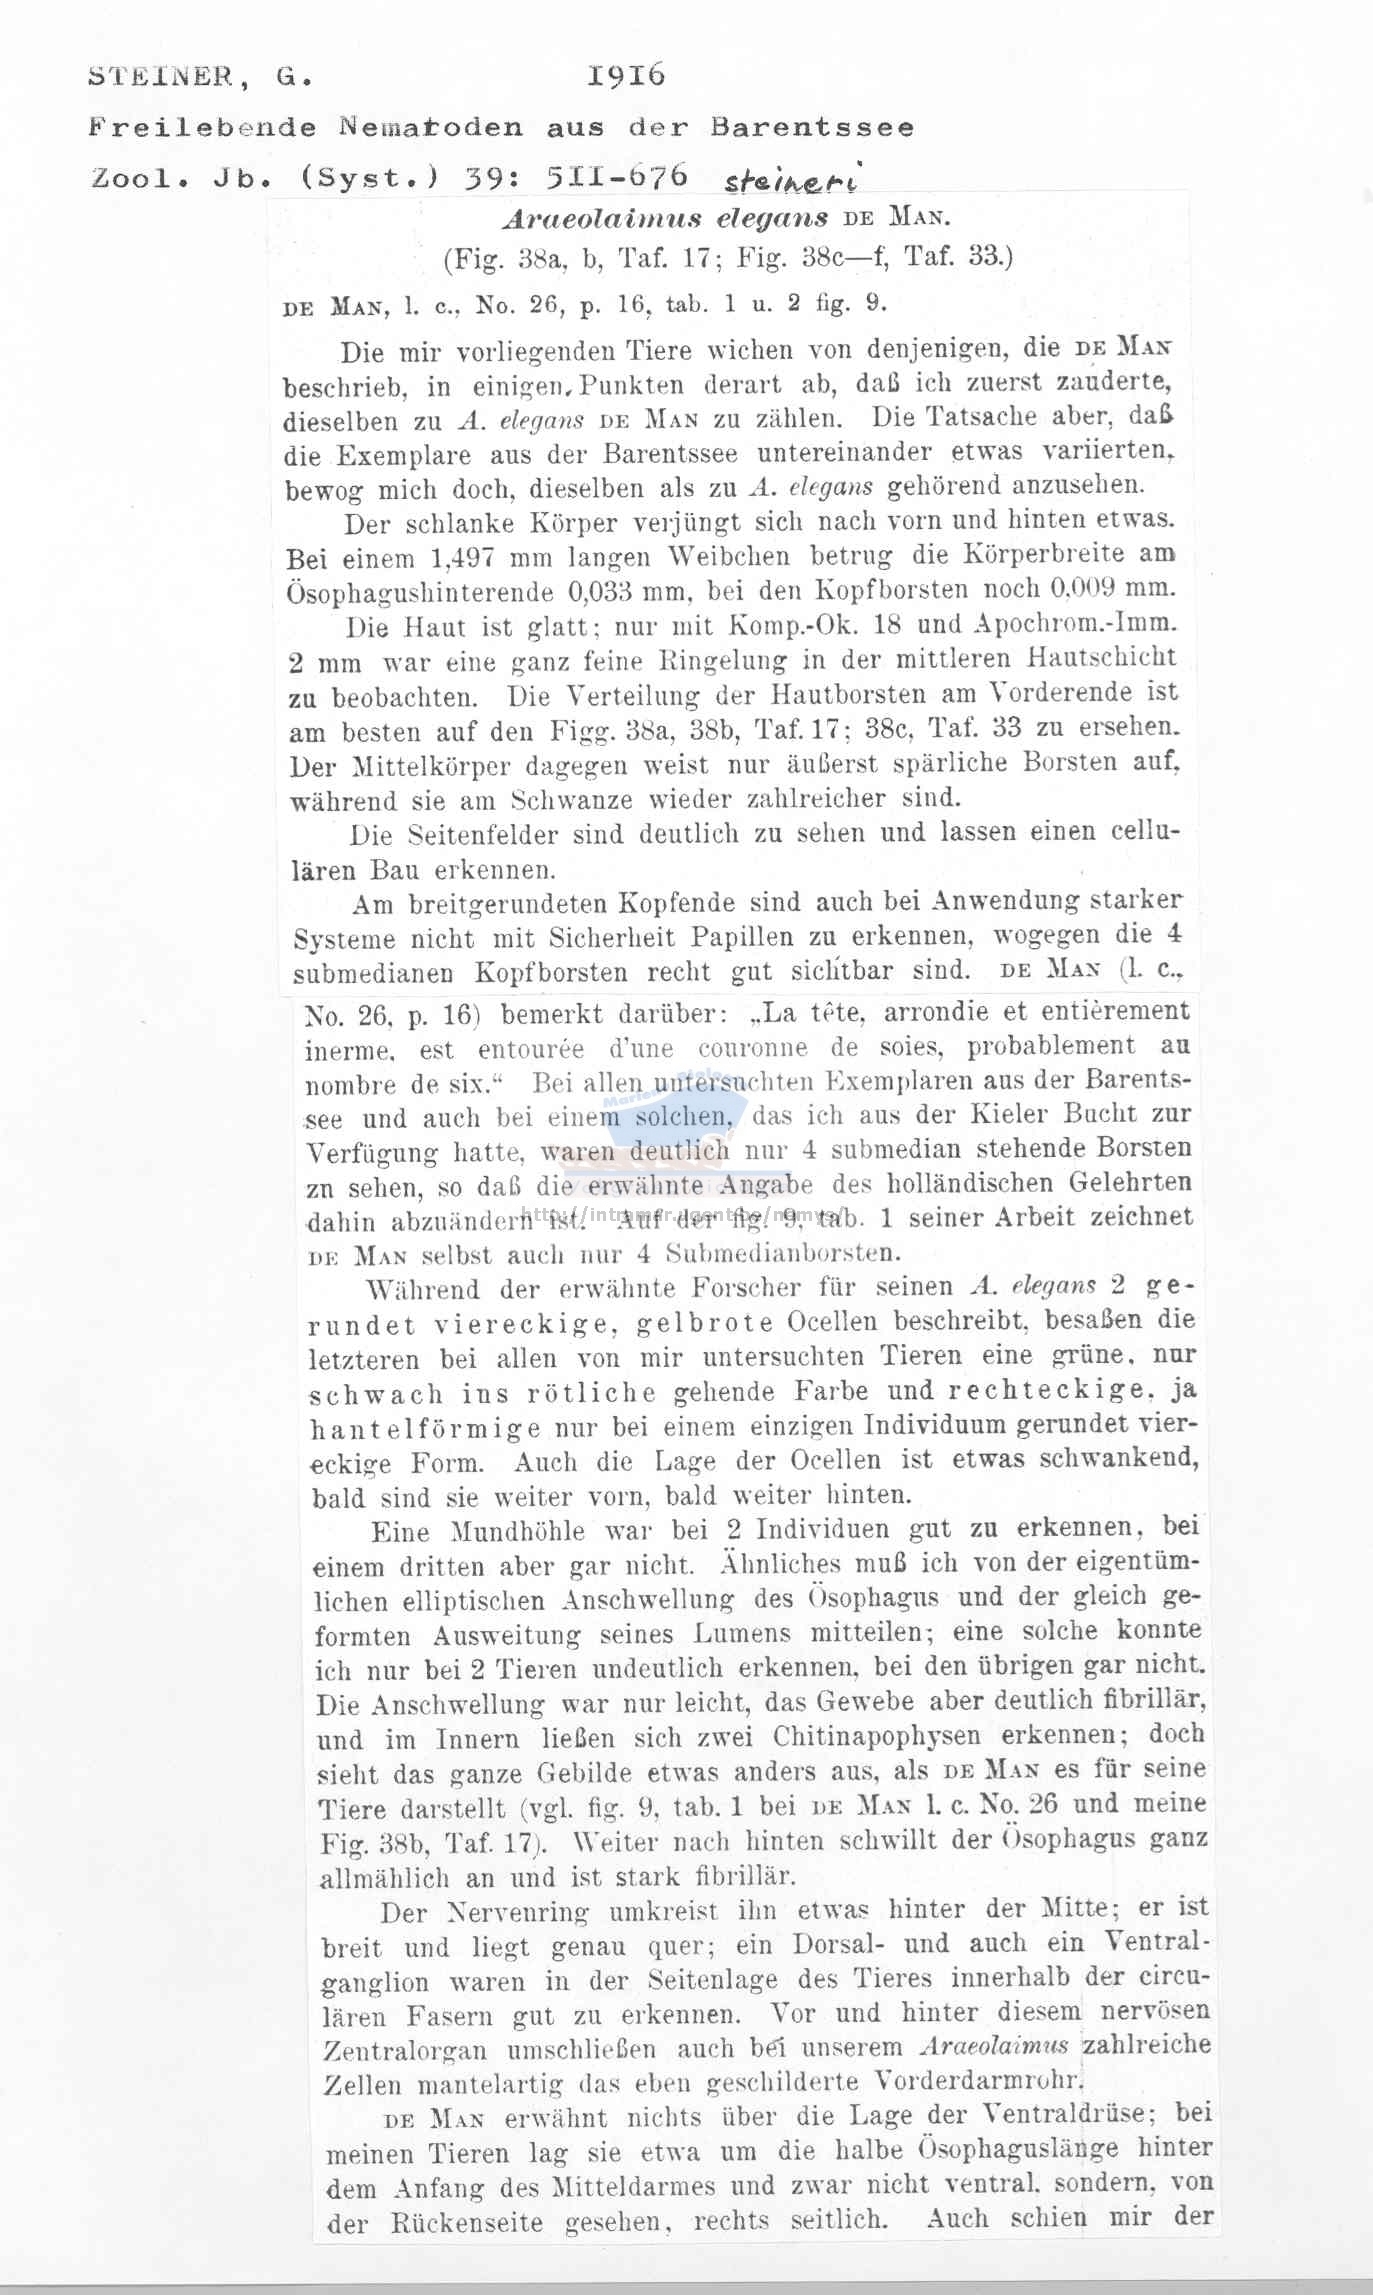 STEINER, G. 1916
Freilebende Nematoden aus der Barentssee
Zool. Jb. (Syst.) 39: 511-676 steineri
Araeolaimus elegans DE MAN.
(Fig. 38a, b, Taf. 17; Fig. 38c—f, Taf. 33.)
DE MAN, l. c., No. 26, p. 16, tab. 1 u. 2 fig. 9.
Die mir vorliegenden Tiere wichen von denjenigen, die DE MAN
beschrieb, in einigen Punkten derart ab, daß ich zuerst zauderte,
dieselben zu A. elegans DE MAN zu zählen. Die Tatsache aber, daß
die Exemplare aus der Barentssee untereinander etwas variierten,
bewog mich doch, dieselben als zu A. elegans gehörend anzusehen.
Der schlanke Körper verjüngt sich nach vorn und hinten etwas.
Bei einem 1,497 mm langen Weibchen betrug die Körperbreite am
Ösophagushinterende 0,033 mm, bei den Kopfborsten noch 0,009 mm.
Die Haut ist glatt; nur mit Komp.-Ok. 18 und Apochrom.-Imm.
2 mm war eine ganz feine Ringelung in der mittleren Hautschicht
zu beobachten. Die Verteilung der Hautborsten am Vorderende ist
am besten auf den Figg. 38a, 38b, Taf. 17; 38c, Taf. 33 zu ersehen.
Der Mittelkörper dagegen weist nur äußerst spärliche Borsten auf,
während sie am Schwanze wieder zahlreicher sind.
Die Seitenfelder sind deutlich zu sehen und lassen einen cellu-
lären Bau erkennen.
Am breitgerundeten Kopfende sind auch bei Anwendung starker
Systeme nicht mit Sicherheit Papillen zu erkennen, wogegen die 4
submedianen Kopfborsten recht gut sichtbar sind. DE MAN (l. c.,
No. 26, p. 16) bemerkt darüber: „La tête, arrondie et entièrement
inerme, est entourée d'une couronne de soies, probablement au
nombre de six.“ Bei allen untersuchten Exemplaren aus der Barents-
see und auch bei einem solchen, das ich aus der Kieler Bucht zur
Verfügung hatte, waren deutlich nur 4 submedian stehende Borsten
zu sehen, so daß die erwähnte Angabe des holländischen Gelehrten
dahin abzuändern ist. Auf der fig. 9, tab. 1 seiner Arbeit zeichnet
DE MAN selbst auch nur 4 Submedianborsten.
Während der erwähnte Forscher für seinen A. elegans 2 ge-
rundet viereckige, gelbrote Ocellen beschreibt, besaßen die
letzteren bei allen von mir untersuchten Tieren eine grüne, nur
schwach ins rötliche gehende Farbe und rechteckige, ja
hantelförmige nur bei einem einzigen Individuum gerundet vier-
eckige Form. Auch die Lage der Ocellen ist etwas schwankend,
bald sind sie weiter vorn, bald weiter hinten.
Eine Mundhöhle war bei 2 Individuen gut zu erkennen, bei
einem dritten aber gar nicht. Ähnliches muß ich von der eigentüm-
lichen elliptischen Anschwellung des Ösophagus und der gleich ge-
formten Ausweitung seines Lumens mitteilen; eine solche konnte
ich nur bei 2 Tieren undeutlich erkennen, bei den übrigen gar nicht.
Die Anschwellung war nur leicht, das Gewebe aber deutlich fibrillär,
und im Innern ließen sich zwei Chitinapophysen erkennen; doch
sieht das ganze Gebilde etwas anders aus, als DE MAN es für seine
Tiere darstellt (vgl. fig. 9, tab. 1 bei DE MAN l. c. No. 26 und meine
Fig. 38b, Taf. 17). Weiter nach hinten schwillt der Ösophagus ganz
allmählich an und ist stark fibrillär.
Der Nervenring umkreist ihn etwas hinter der Mitte; er ist
breit und liegt genau quer; ein Dorsal- und auch ein Ventral-
ganglion waren in der Seitenlage des Tieres innerhalb der circu-
lären Fasern gut zu erkennen. Vor und hinter diesem nervösen
Zentralorgan umschließen auch bei unserem Araeolaimus zahlreiche
Zellen mantelartig das eben geschilderte Vorderdarmrohr.
DE MAN erwähnt nichts über die Lage der Ventraldrüse; bei
meinen Tieren lag sie etwa um die halbe Ösophaguslänge hinter
dem Anfang des Mitteldarmes und zwar nicht ventral, sondern, von
der Rückenseite gesehen, rechts seitlich. Auch schien mir der